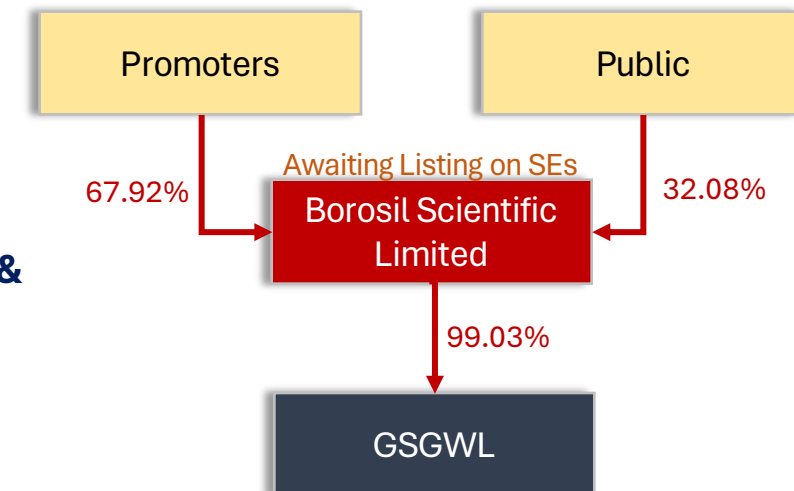 Promoters
Public
Awaiting Listing on SEs
67.92%
32.08%
Borosil Scientific
Limited
&
99.03%
GSGWL